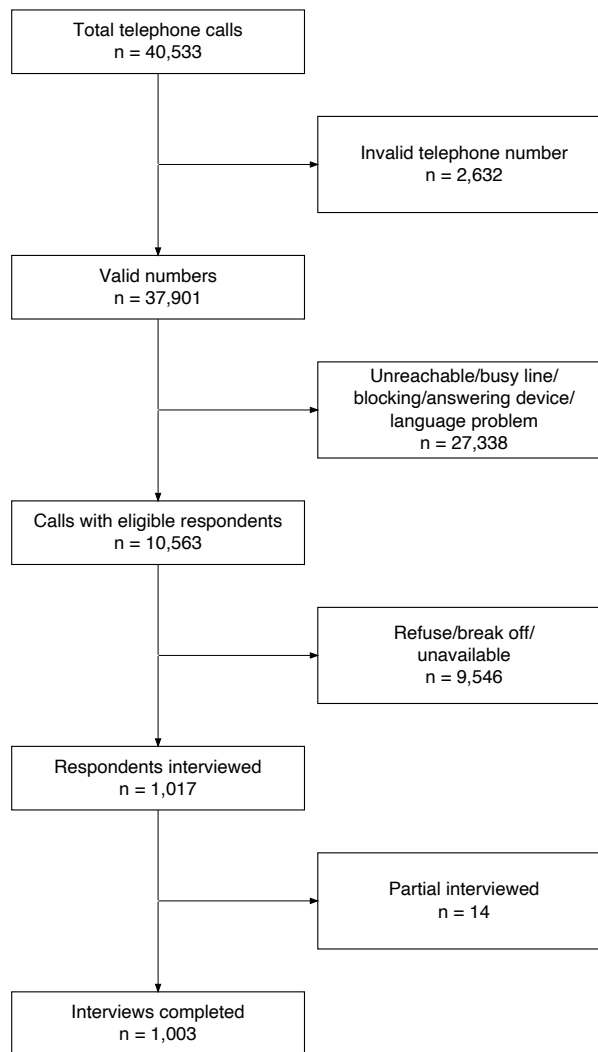 Total telephone calls
n = 40,533
Invalid telephone number
n = 2,632
Valid numbers
n = 37,901
Unreachable/busy line/
blocking/answering device/
language problem
n = 27,338
Calls with eligible respondents
n = 10,563
Refuse/break off/
unavailable
n = 9,546
Respondents interviewed
n = 1,017
Partial interviewed
n = 14
Interviews completed
n = 1,003